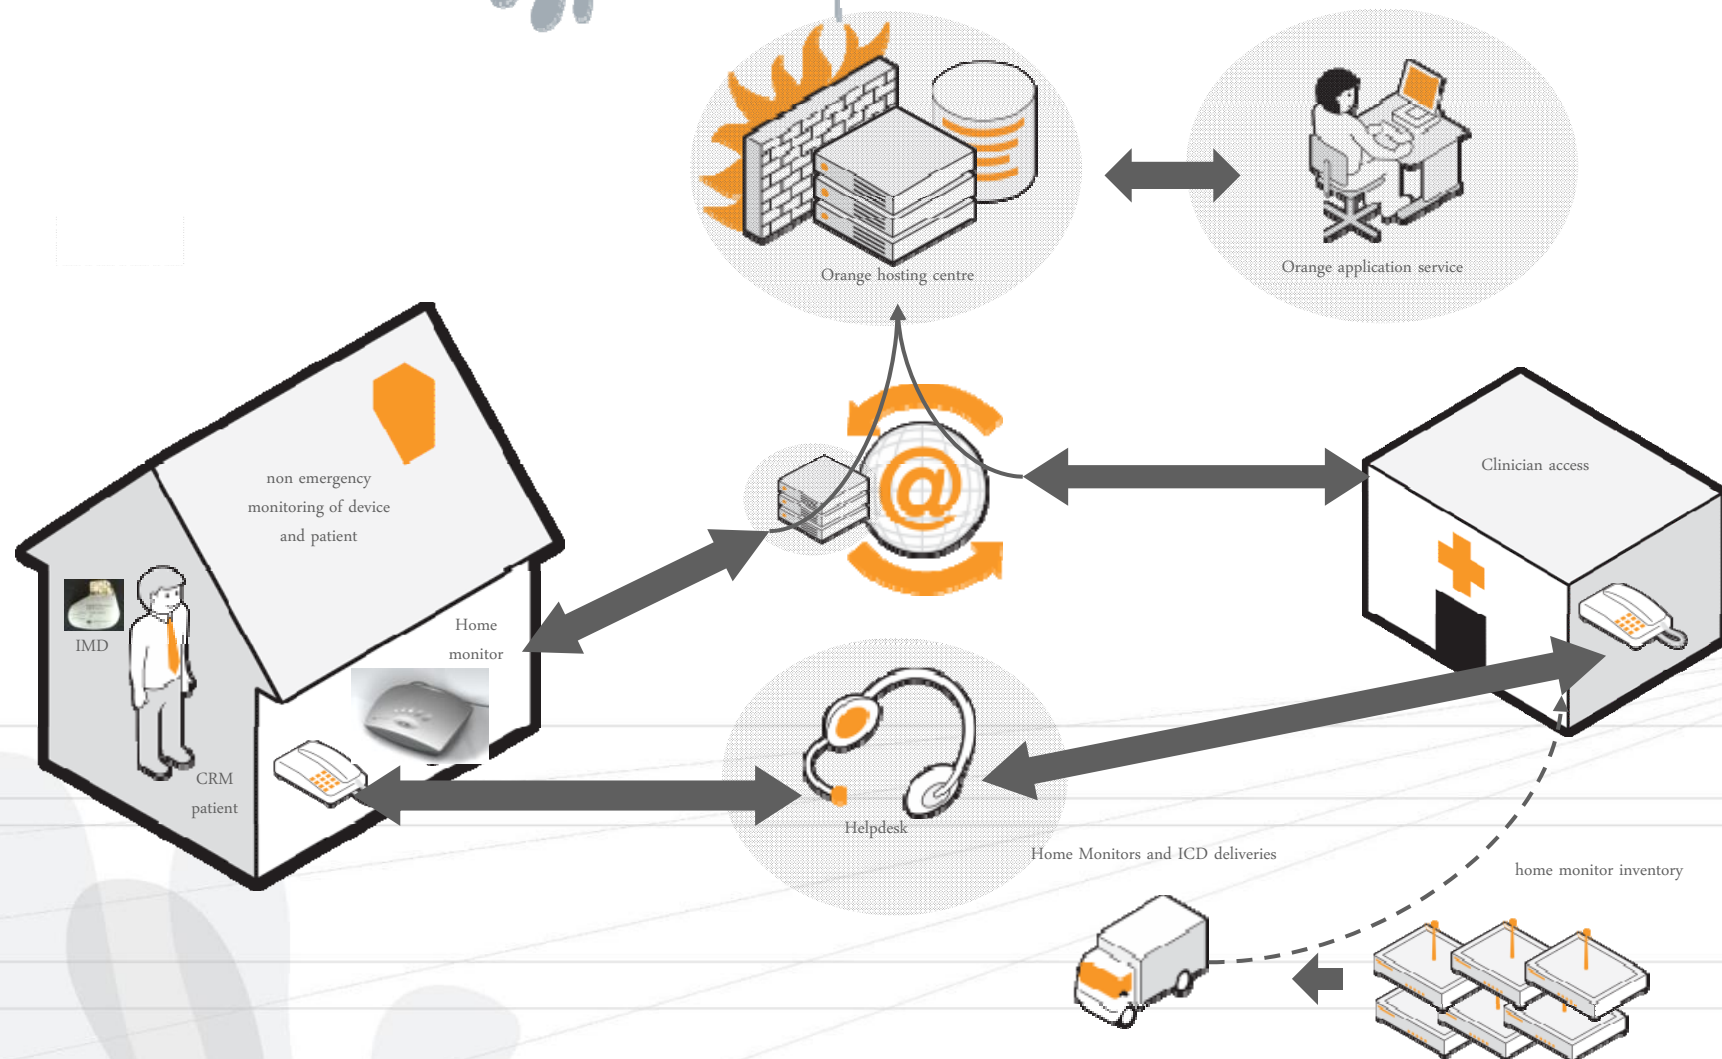 Orange hosting centre
Orange application service
non emergency
monitoring of device
and patient
Clinician access
@
Home
monitor
IMD
CRM
patient
Helpdesk
Home Monitors and ICD deliveries
home monitor inventory